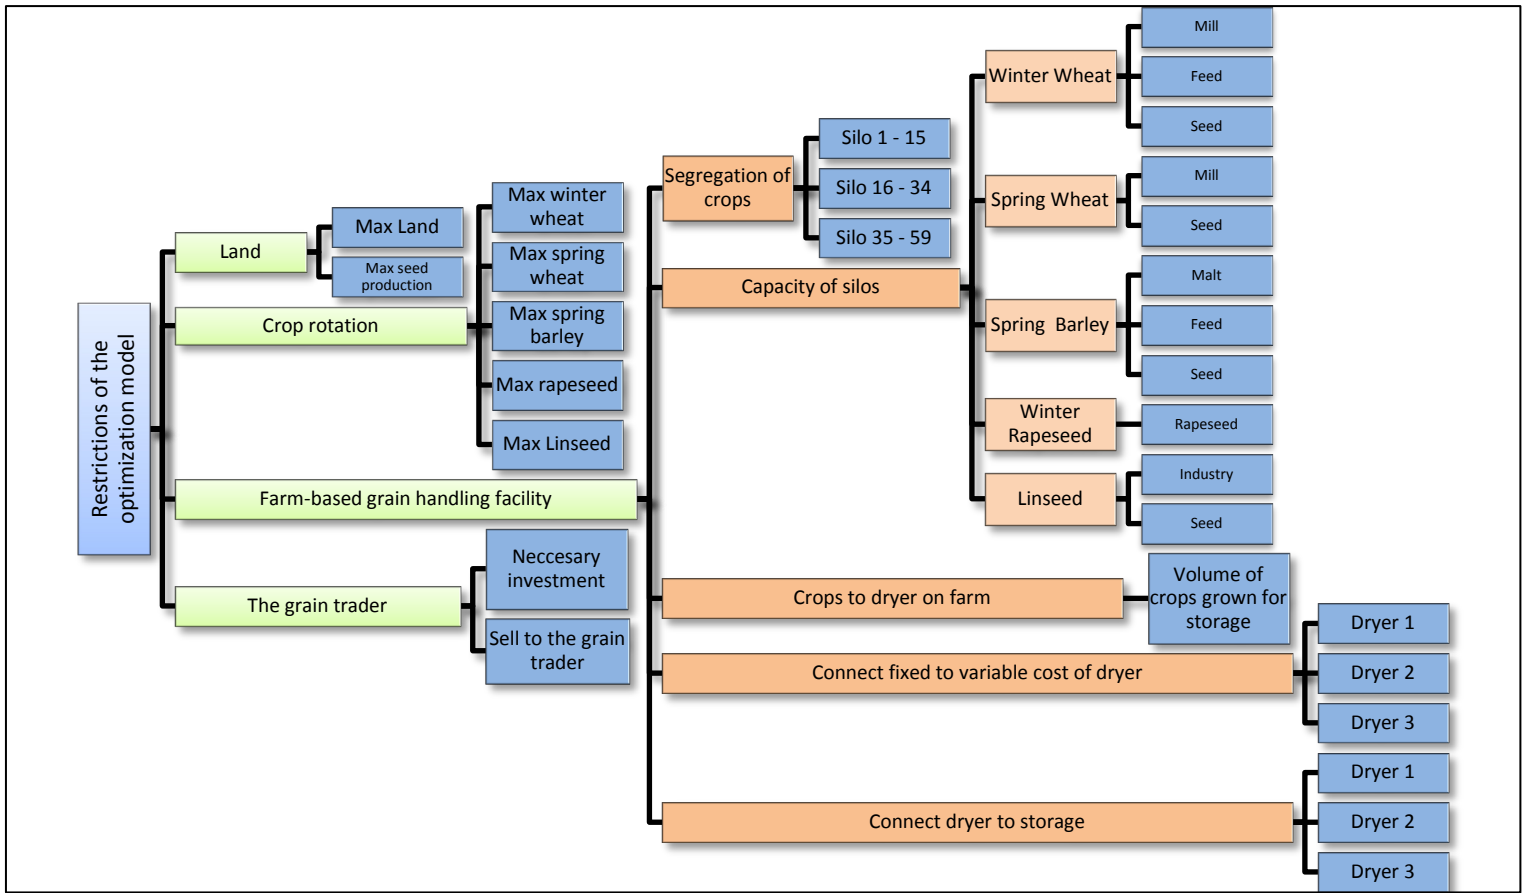 Restrictions of the
optimization model
Land
Max Land
Max seed
production
Crop rotation
Max winter
wheat
Max spring
wheat
Max spring
barley
Max rapeseed
Max Linseed
Farm-based grain handling facility
Segregation of
crops
Silo 1 - 15
Silo 16 - 34
Silo 35 - 59
Capacity of silos
Winter Wheat
Mill
Feed
Seed
Spring Wheat
Mill
Seed
Spring Barley
Malt
Feed
Seed
Winter
Rapeseed
Rapeseed
Linseed
Industry
Seed
Crops to dryer on farm
Volume of
crops grown for
storage
Connect fixed to variable cost of dryer
Dryer 1
Dryer 2
Dryer 3
Connect dryer to storage
Dryer 1
Dryer 2
Dryer 3
The grain trader
Neccesary
investment
Sell to the grain
trader